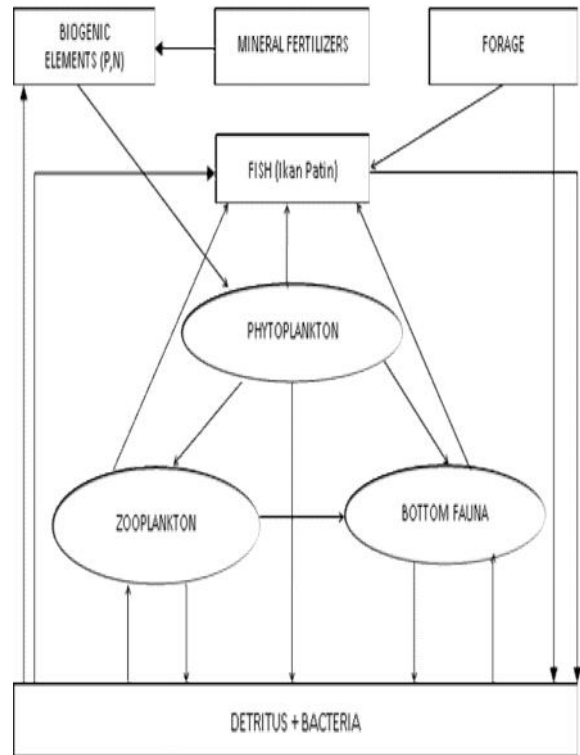 BIOGENIC
ELEMENTS (P,N)
MINERAL FERTILIZERS
FORAGE
FISH (Ikan Patin)
PHYTOPLANKTON
ZOOPLANKTON
BOTTOM FAUNA
DETRITUS + BACTERIA